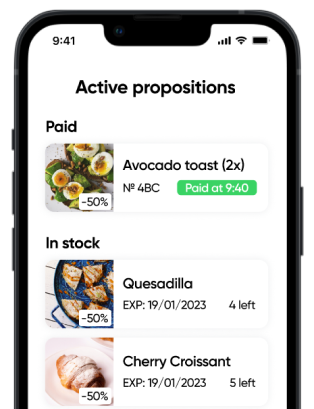 9:41
Active propositions
Paid
Avocado toast (2x)
№ 4BC Paid at 9:40
-50%
In stock
Quesadilla
EXP: 19/01/2023 4 left
-50%
Cherry Croissant
EXP: 19/01/2023 5 left
-50%